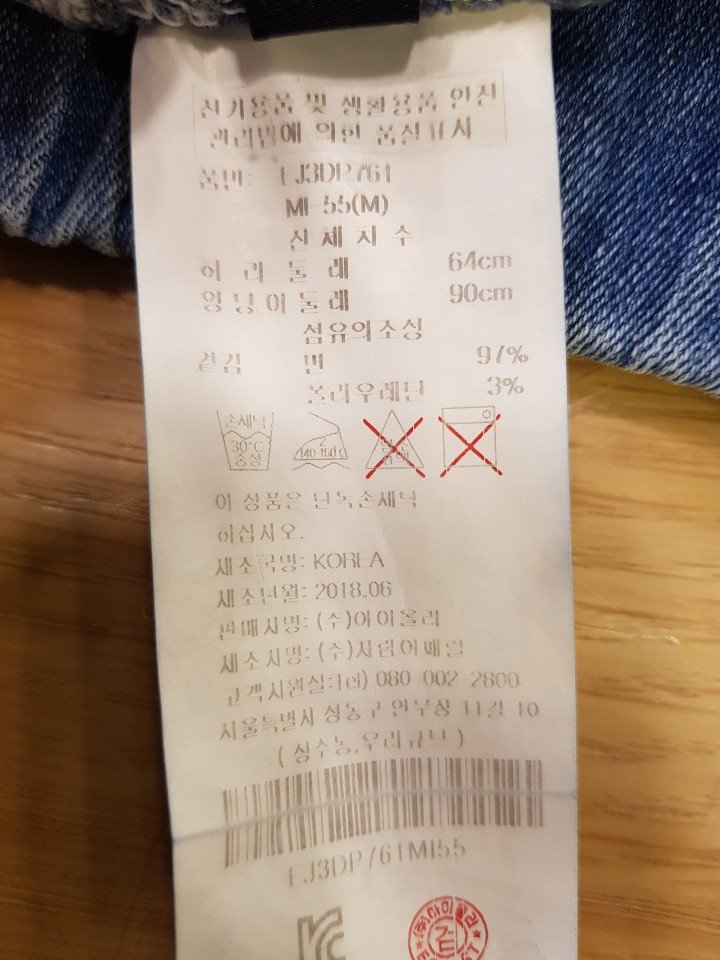 전기용품 및 생활용품 안전
관리법에 의한 품질표시
품번: EJ3DP761
MI-55(M)
신체치수
허리둘레 64cm
엉덩이둘레 90cm
섬유의조성
겉감 면 97%
폴리우레탄 3%
손세탁 30°C 중성
2 140-160°C
이 상품은 단독손세탁
하십시오.
제조국명: KOREA
제조년월: 2018.06
판매자명: (주)아이올리
제조자명: (주)지림어패럴
고객지원실:Tel) 080-002-2800
서울특별시 성동구 연무장 11길 10
(성수동,우리큐브)
EJ3DP761MI55